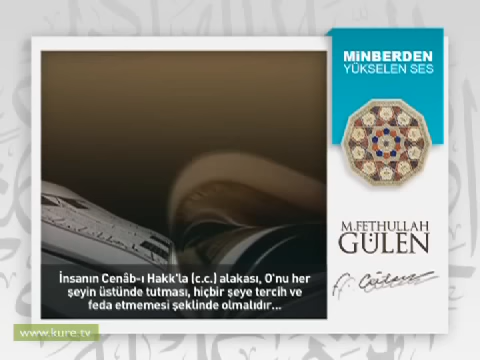 MİNBERDEN
YÜKSELEN SES
M.FETHULLAH
GÜLEN
İnsanın Cenâb-ı Hakk'la (c.c.) alakası, O'nu her
şeyin üstünde tutması, hiçbir şeye tercih ve
feda etmemesi şeklinde olmalıdır...
www.kure.tv